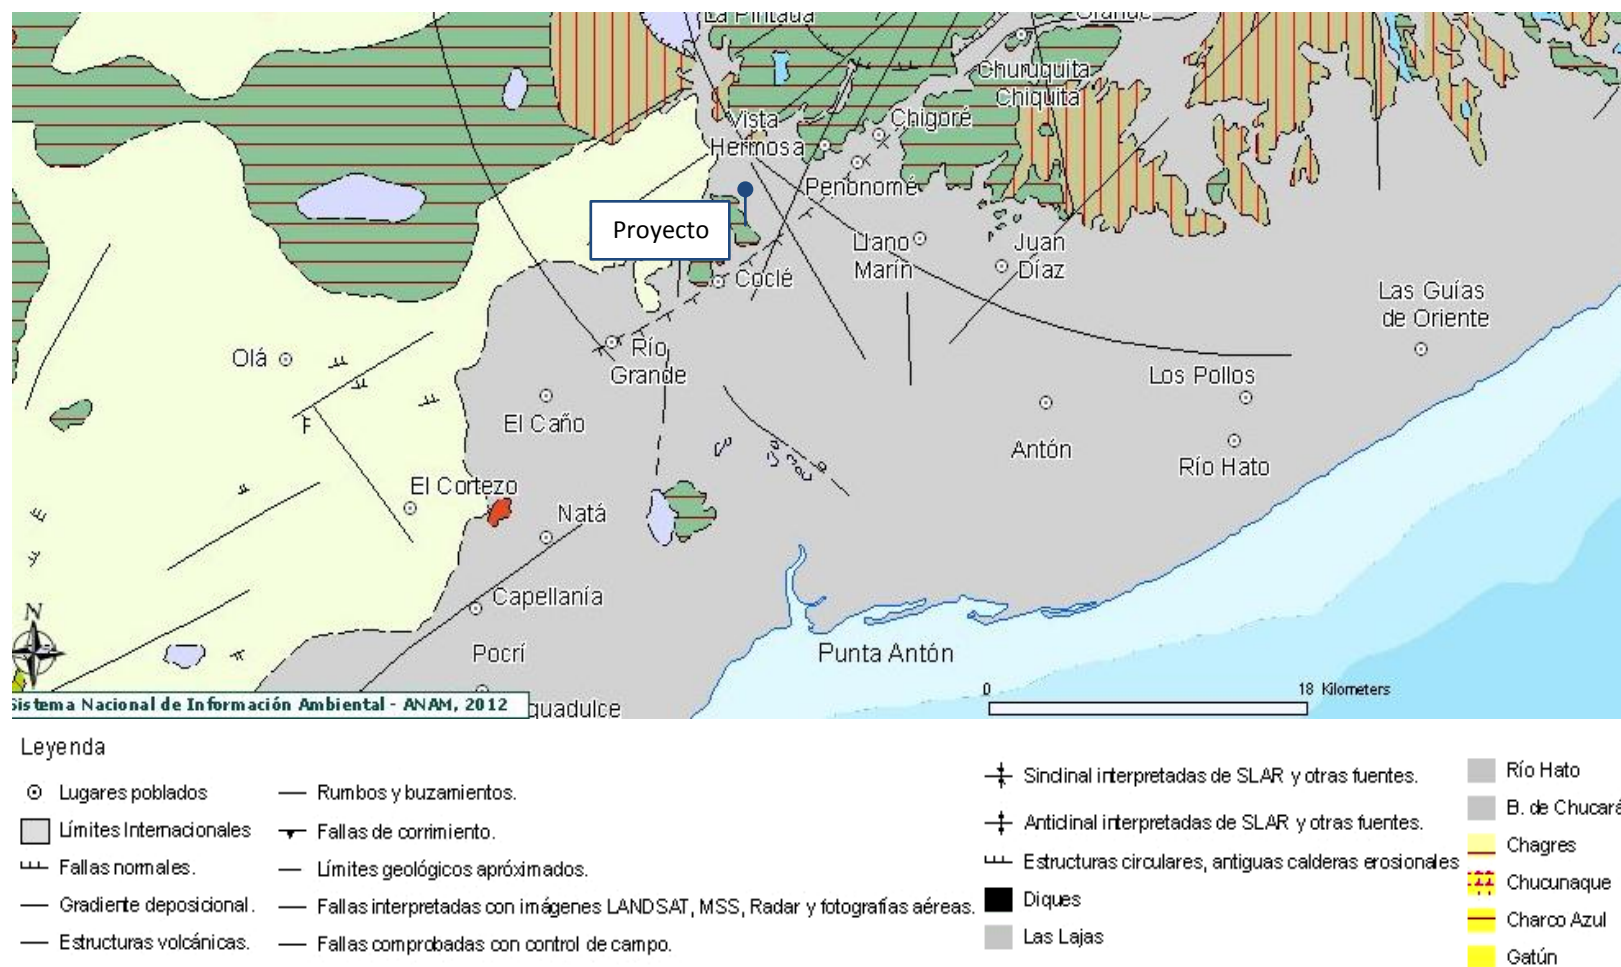 La Pintada
Grande
Churuquita
Chiquita
Vista
Hermosa
Chigoré
Penonomé
Proyecto
Llano
Marín
Juan
Díaz
Coclé
Las Guías
de Oriente
Olá
Río
Grande
Los Pollos
El Caño
F
Antón
Río Hato
El Cortezo
Natá
Capellanía
N
Pocrí
Punta Antón
0
18 Kilometers
Sistema Nacional de Información Ambiental - ANAM, 2012
quadulce
Leyenda
Lugares poblados
Límites Internacionales
Fallas normales.
Gradiente deposicional.
Estructuras volcánicas.
Rumbos y buzamientos.
Fallas de corrimiento.
Límites geológicos apróximados.
Fallas interpretadas con imágenes LANDSAT, MSS, Radar y fotografías aéreas.
Fallas comprobadas con control de campo.
Sinclinal interpretadas de SLAR y otras fuentes.
Anticlinal interpretadas de SLAR y otras fuentes.
Estructuras circulares, antiguas calderas erosionales
Diques
Las Lajas
Río Hato
B. de Chucará
Chagres
Chucunaque
Charco Azul
Gatún